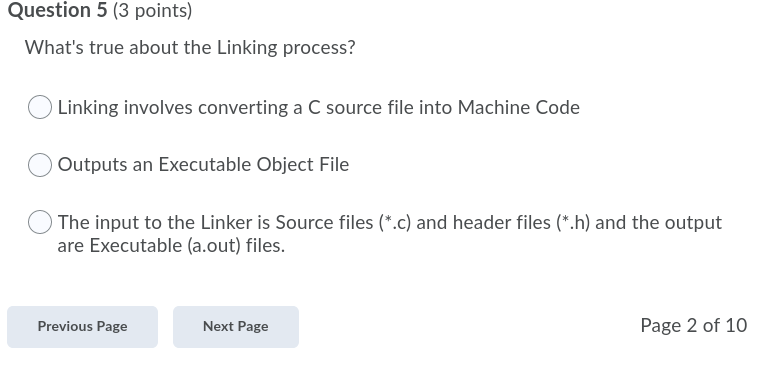 Question 5 (3 points)
What's true about the Linking process?
Linking involves converting a C source file into Machine Code
Outputs an Executable Object File
The input to the Linker is Source files (*.c) and header files (*.h) and the output
are Executable (a.out) files.
Previous Page Next Page Page 2 of 10